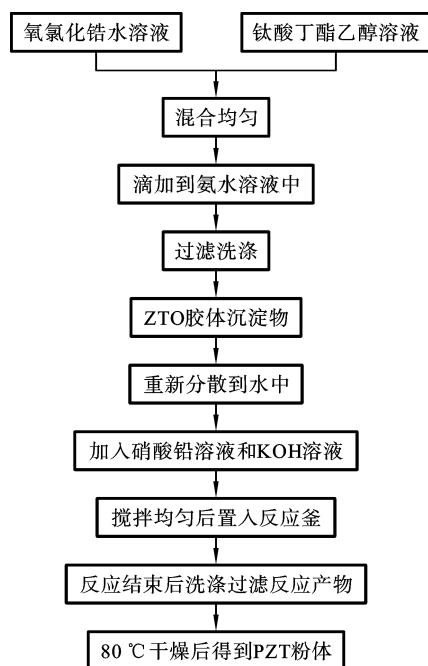 氧氯化锆水溶液
钛酸丁酯乙醇溶液
混合均匀
滴加到氨水溶液中
过滤洗涤
ZTO胶体沉淀物
重新分散到水中
加入硝酸铅溶液和KOH溶液
搅拌均匀后置入反应釜
反应结束后洗涤过滤反应产物
80 ℃干燥后得到PZT粉体